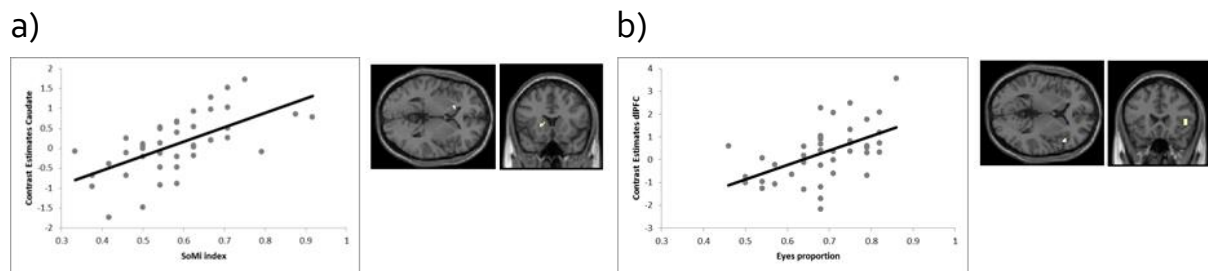 a)
b)
Contrast Estimates Caudate
2
1.5
1
0.5
0
-0.5
-1
-1.5
-2
0.3 0.4 0.5 0.6 0.7 0.8 0.9 1
SoMi index
Contrast Estimates dlPFC
4
3
2
1
0
-1
-2
-3
0.3 0.4 0.5 0.6 0.7 0.8 0.9 1
Eyes proportion